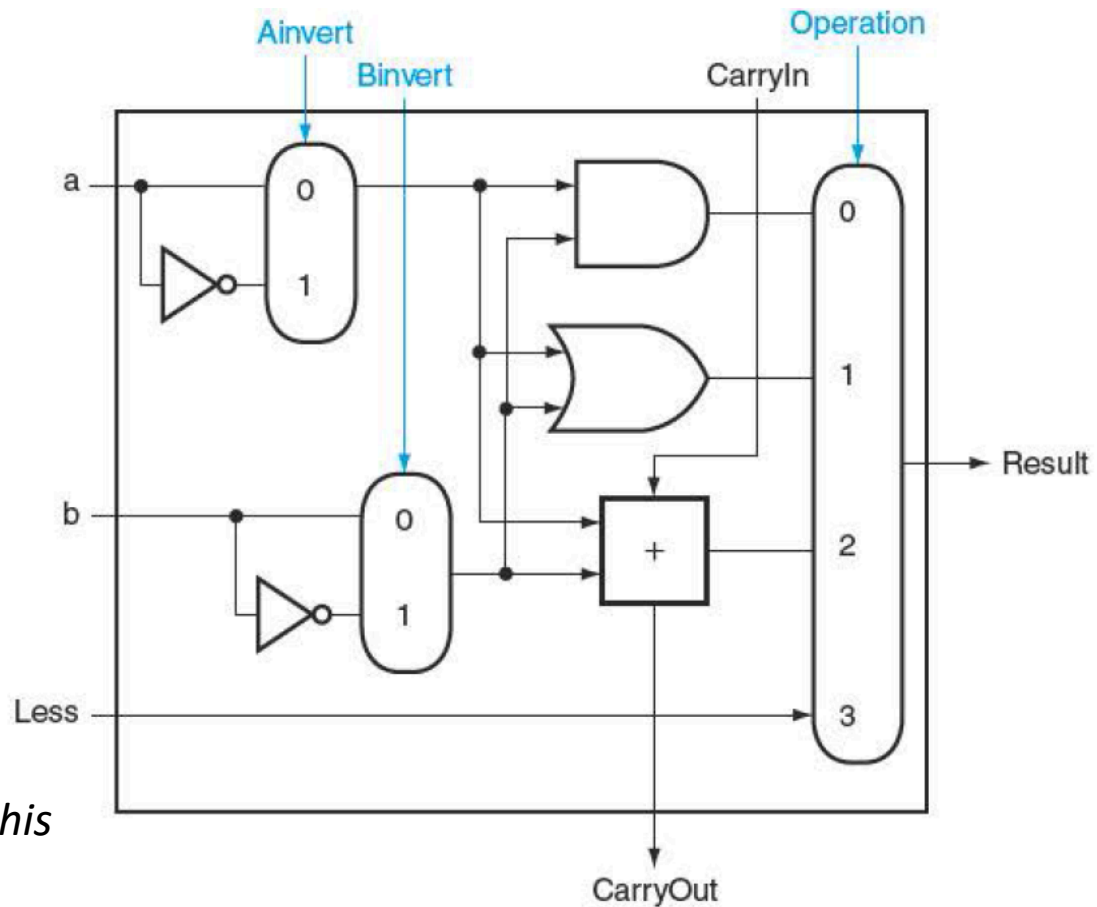 Ainvert
Operation
Binvert
CarryIn
a
0
0
1
1
b
0
Result
+
2
1
Less
3
his
CarryOut